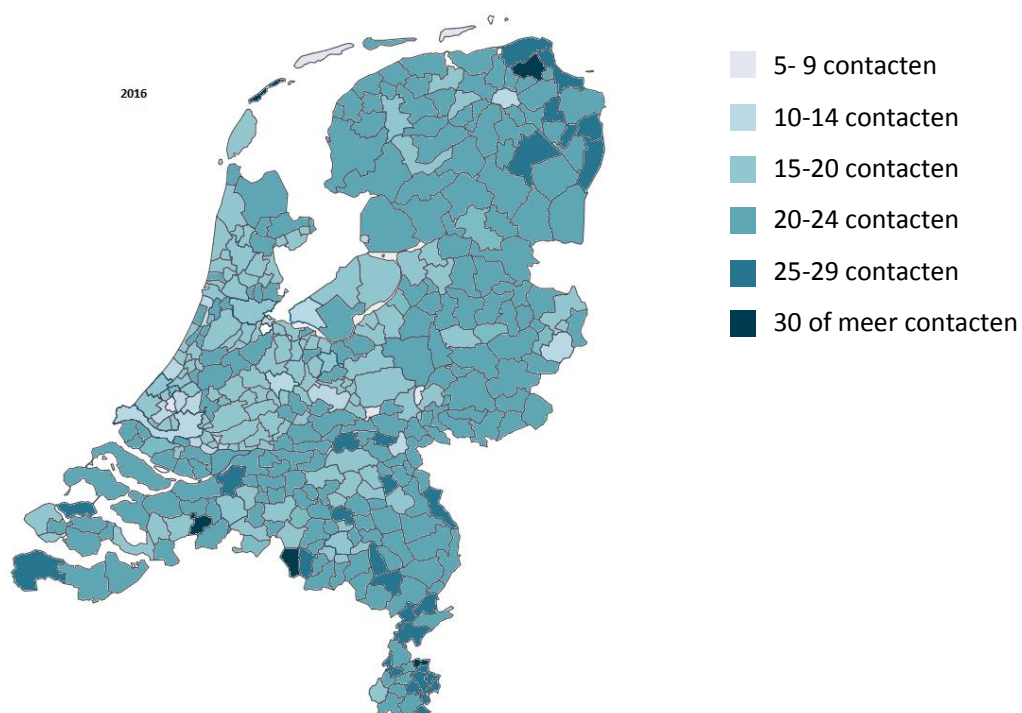 2016
5- 9 contacten
10-14 contacten
15-20 contacten
20-24 contacten
25-29 contacten
30 of meer contacten